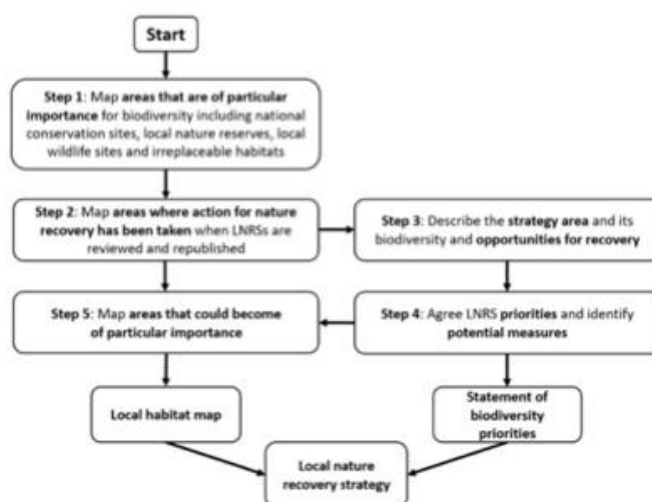 Start
Step 1: Map areas that are of particular
importance for biodiversity including national
conservation sites, local nature reserves, local
wildlife sites and irreplaceable habitats
Step 2: Map areas where action for nature
recovery has been taken when LNRSs are
reviewed and republished
Step 3: Describe the strategy area and its
biodiversity and opportunities for recovery
Step 4: Agree LNRS priorities and identify
potential measures
Step 5: Map areas that could become
of particular importance
Local habitat map
Statement of
biodiversity
priorities
Local nature
recovery strategy